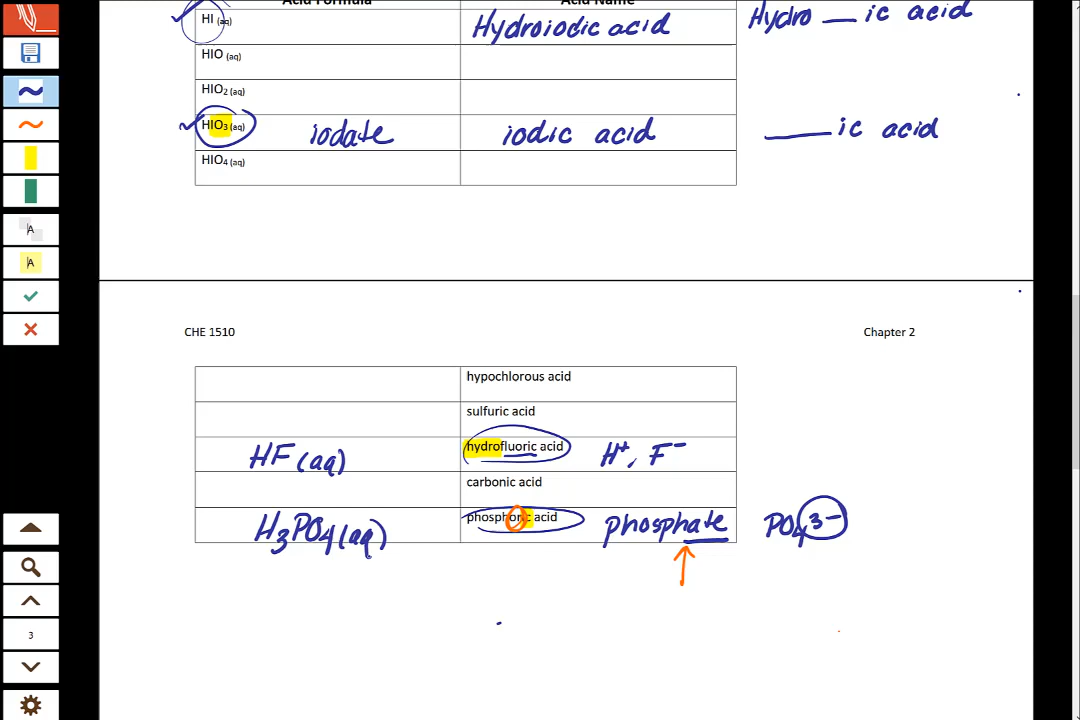 Acid Formula Acid Name
HI (aq) Hydroiodic acid Hydro __ ic acid
HIO (aq)
HIO2 (aq)
HIO3 (aq) iodate iodic acid ____ ic acid
HIO4 (aq)
CHE 1510 Chapter 2
hypochlorous acid
sulfuric acid
HF(aq) hydrofluoric acid H+, F-
carbonic acid
H3PO4(aq) phosphoric acid phosphate PO4 3-
A
A
3